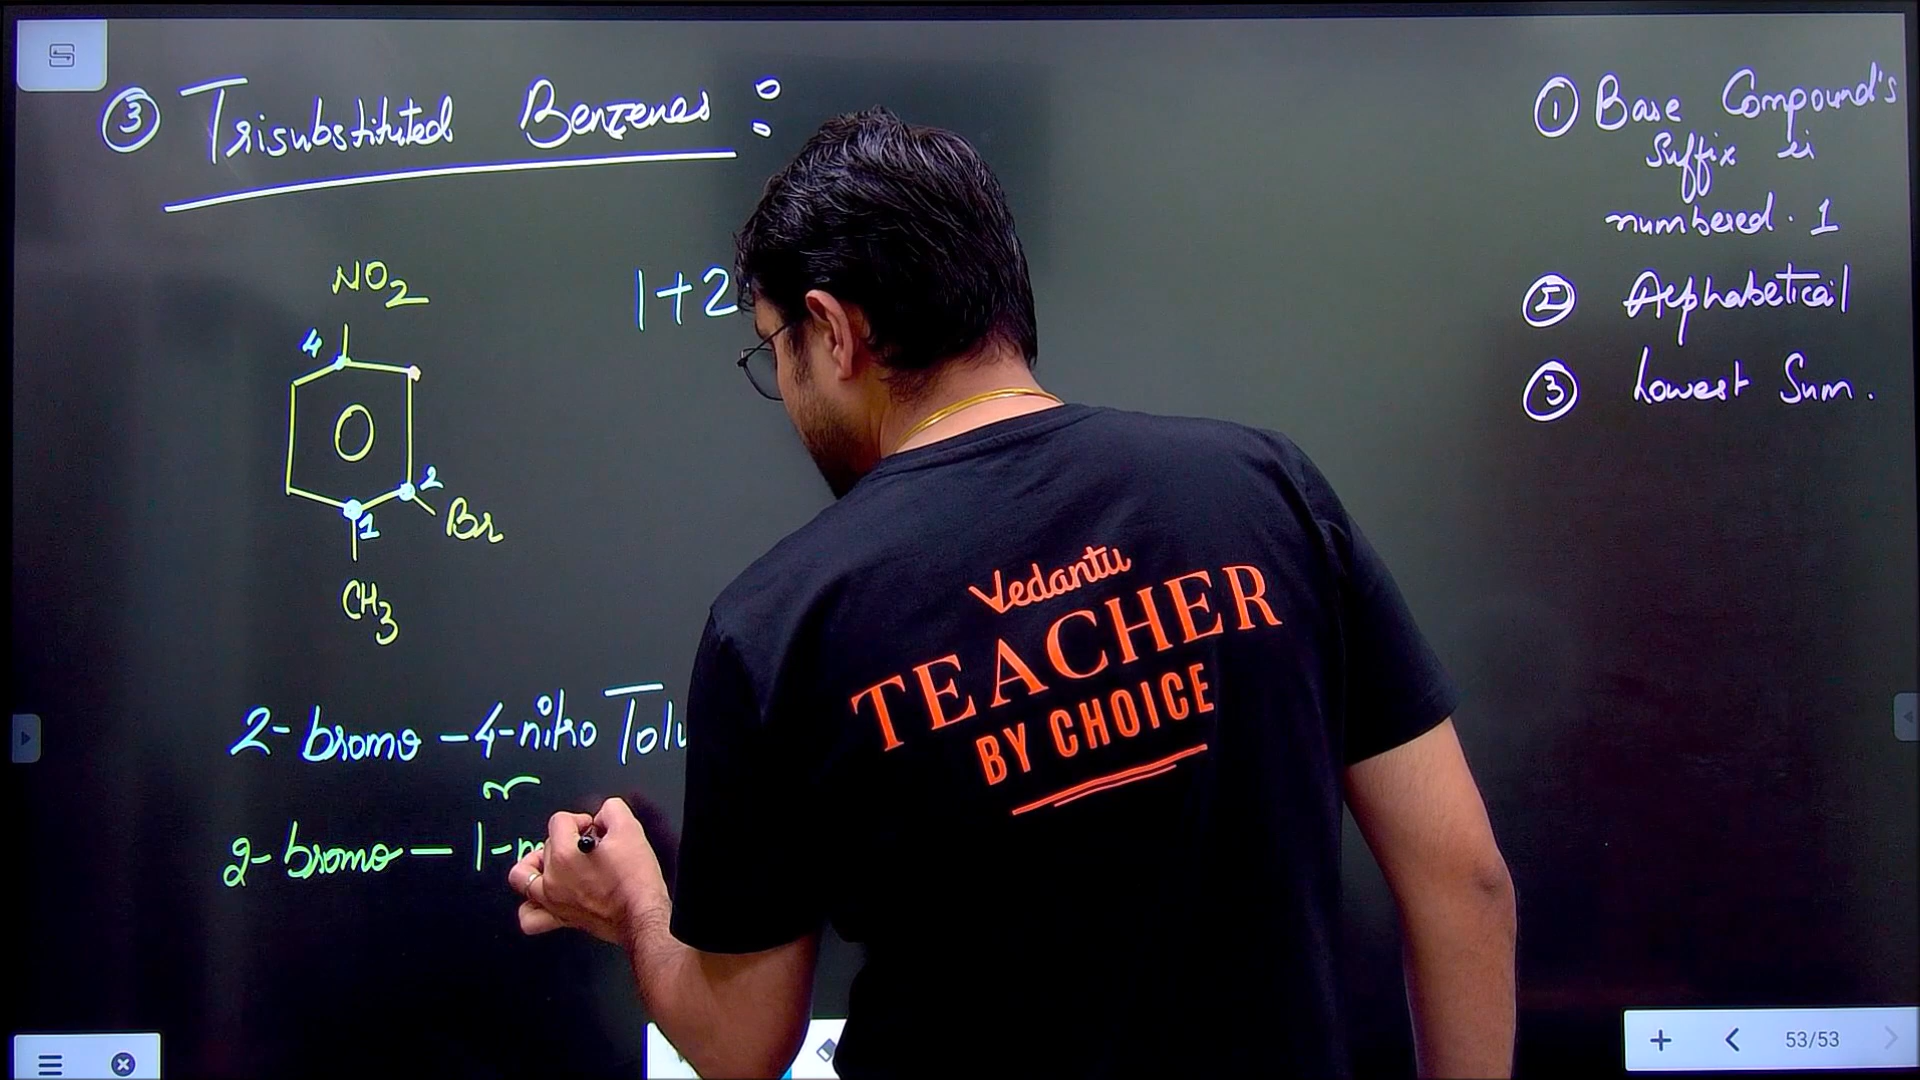 ③ Trisubstituted Benzenes :
NO2
4
2
Br
1
CH3
1+2
2-bromo-4-nitro Tolu
or
2-bromo-1-m
① Base Compound's
Suffix is
numbered. 1
② Alphabetical
③ Lowest Sum.
Vedantu
TEACHER
BY CHOICE
53/53